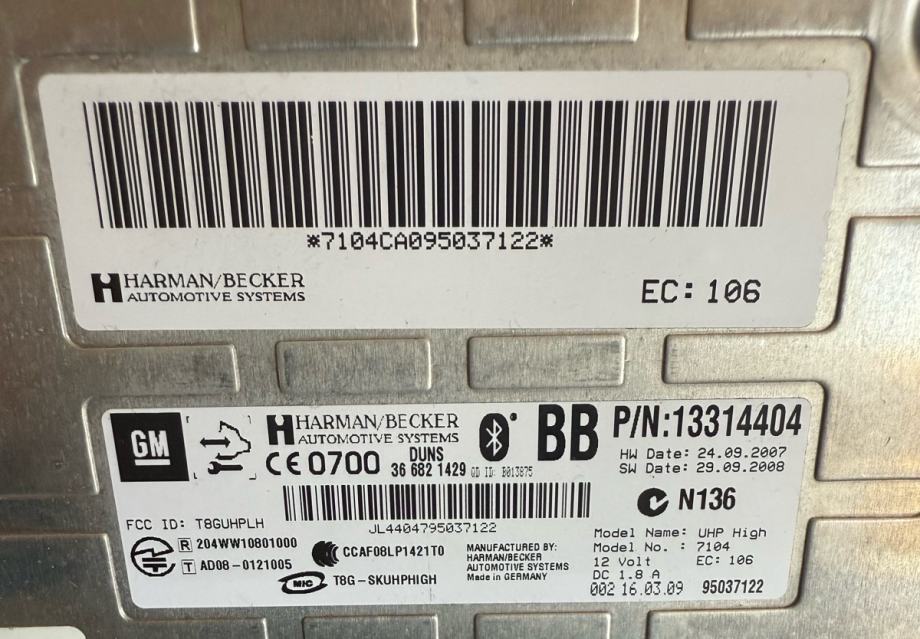 *7104CA095037122*
HARMAN/BECKER
AUTOMOTIVE SYSTEMS
EC: 106
GM
HARMAN/BECKER
AUTOMOTIVE SYSTEMS
BB P/N:13314404
HW Date: 24.09.2007
SW Date: 29.09.2008
CE 0700
DUNS
36 682 1429
QD ID: B013875
N136
JL4404795037122
FCC ID: T8GUHPLH
R 204WW10801000
T AD08-0121005
CCAF08LP1421T0
MIC T8G-SKUHPHIGH
MANUFACTURED BY:
HARMAN/BECKER
AUTOMOTIVE SYSTEMS
Made in GERMANY
Model Name: UHP High
Model No. : 7104
12 Volt EC: 106
DC 1.8 A
002 16.03.09 95037122